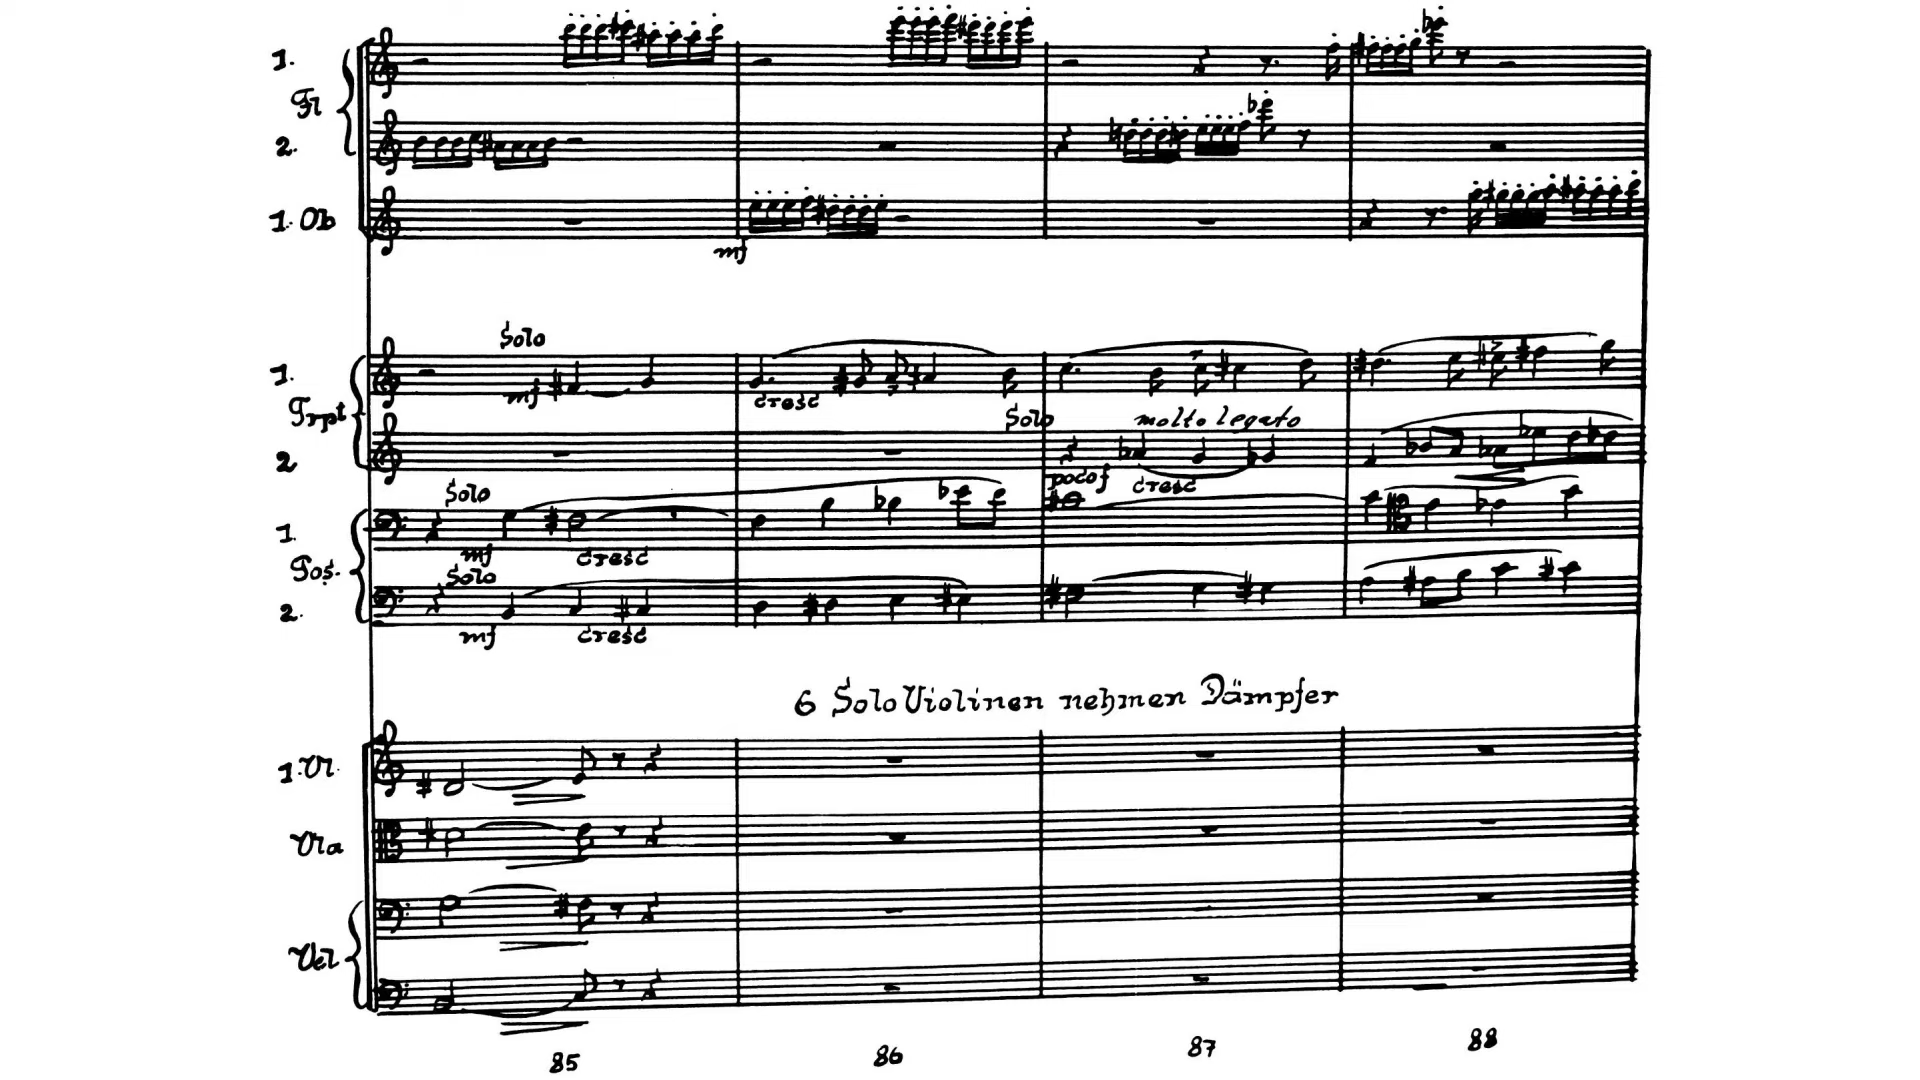 1.
Fl
2.
1. Ob
mf
Solo
1.
mf
cresc
Trpt
Solo
molto legato
2
poco f
cresc
Solo
1.
mf
cresc
Pos.
Solo
2.
mf
cresc
6 Solo Violinen nehmen Dämpfer
1. Vl.
Vla
Vcl
85
86
87
88